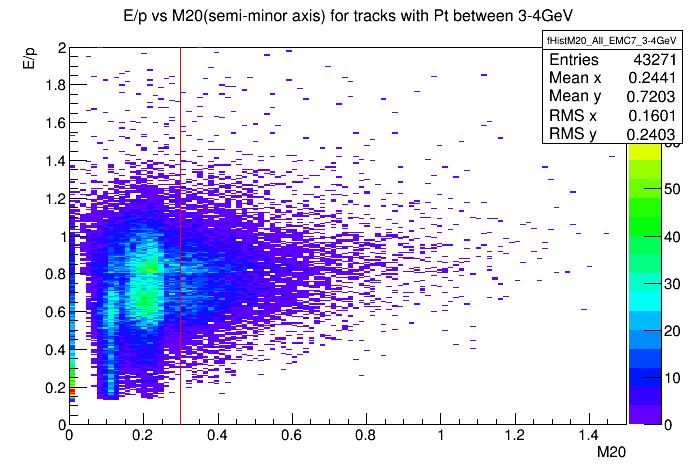 E/p vs M20(semi-minor axis) for tracks with Pt between 3-4GeV
E/p
fHistM20_All_EMC7_3-4GeV
Entries 43271
Mean x 0.2441
Mean y 0.7203
RMS x 0.1601
RMS y 0.2403
2
1.8
1.6
1.4
1.2
1
0.8
0.6
0.4
0.2
0
50
40
30
20
10
0
0 0.2 0.4 0.6 0.8 1 1.2 1.4
M20